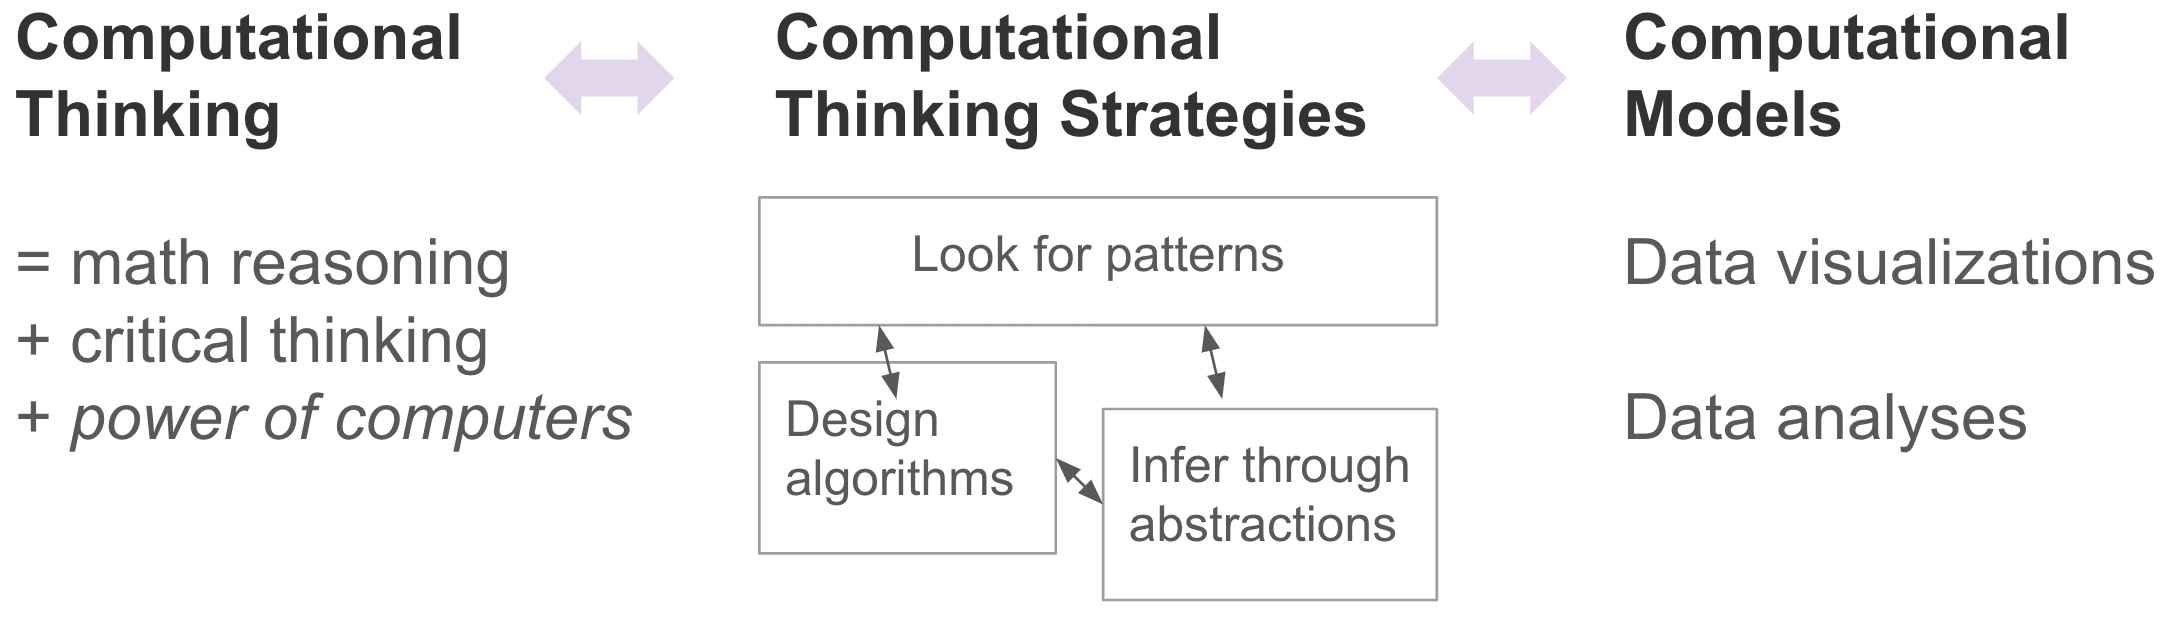 Computational
Thinking
= math reasoning
+ critical thinking
+ power of computers
Computational
Thinking Strategies
Look for patterns
Design
algorithms
Infer through
abstractions
Computational
Models
Data visualizations
Data analyses